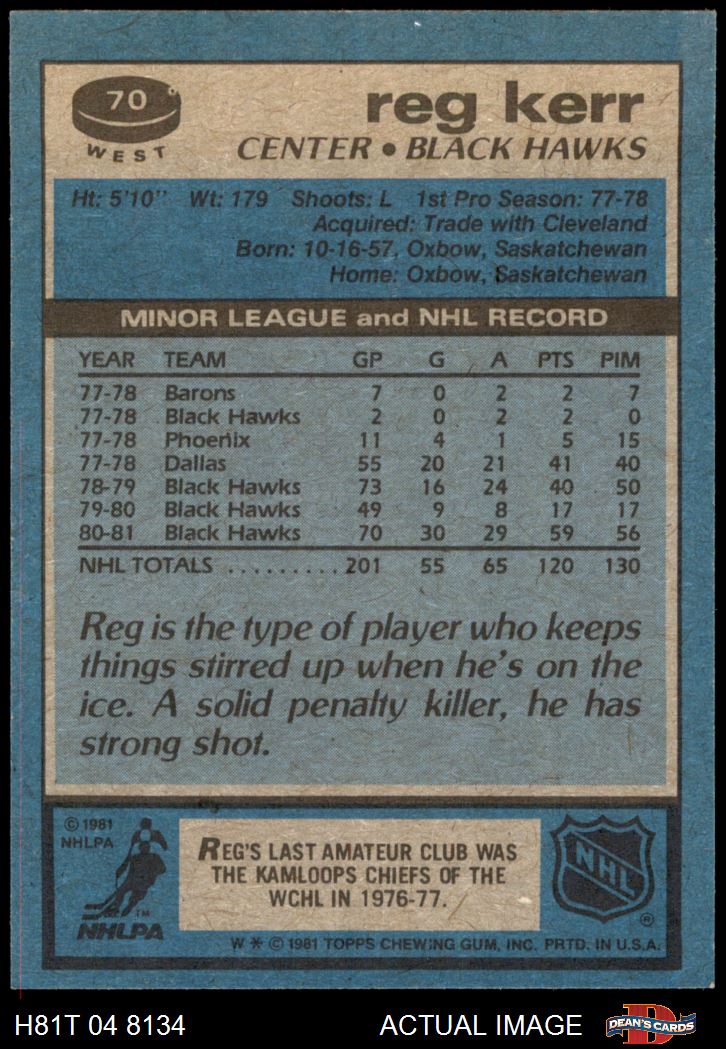 70
WEST
reg kerr
CENTER • BLACK HAWKS
Ht: 5'10" Wt: 179 Shoots: L 1st Pro Season: 77-78
Acquired: Trade with Cleveland
Born: 10-16-57, Oxbow, Saskatchewan
Home: Oxbow, Saskatchewan
MINOR LEAGUE and NHL RECORD
YEAR TEAM GP G A PTS PIM
77-78 Barons 7 0 2 2 7
77-78 Black Hawks 2 0 2 2 0
77-78 Phoenix 11 4 1 5 15
77-78 Dallas 55 20 21 41 40
78-79 Black Hawks 73 16 24 40 50
79-80 Black Hawks 49 9 8 17 17
80-81 Black Hawks 70 30 29 59 56
NHL TOTALS ......... 201 55 65 120 130
Reg is the type of player who keeps
things stirred up when he's on the
ice. A solid penalty killer, he has
strong shot.
© 1981
NHLPA
TM
NHLPA
REG'S LAST AMATEUR CLUB WAS
THE KAMLOOPS CHIEFS OF THE
WCHL IN 1976-77.
NHL
®
W * © 1981 TOPPS CHEWING GUM, INC. PRTD. IN U.S.A.
H81T 04 8134 ACTUAL IMAGE
D
DEAN'S CARDS